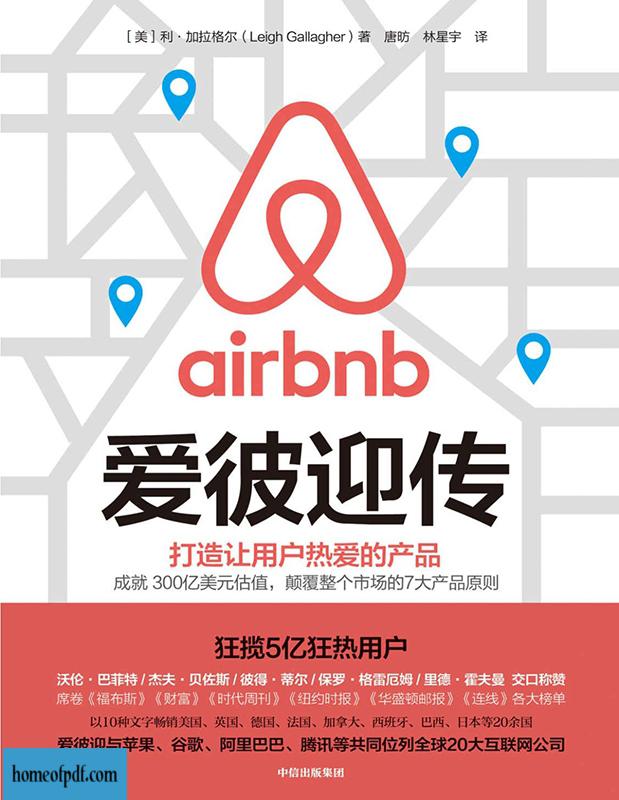 ［美］利·加拉格尔（Leigh Gallagher）著 唐昉 林星宇 译
airbnb
爱彼迎传
打造让用户热爱的产品
成就 300亿美元估值，颠覆整个市场的7大产品原则
狂揽5亿狂热用户
沃伦·巴菲特/杰夫·贝佐斯/彼得·蒂尔/保罗·格雷厄姆/里德·霍夫曼 交口称赞
席卷《福布斯》《财富》《时代周刊》《纽约时报》《华盛顿邮报》《连线》各大榜单
以10种文字畅销美国、英国、德国、法国、加拿大、西班牙、巴西、日本等20余国
爱彼迎与苹果、谷歌、阿里巴巴、腾讯等共同位列全球20大互联网公司
homeofpdf.com
中信出版集团